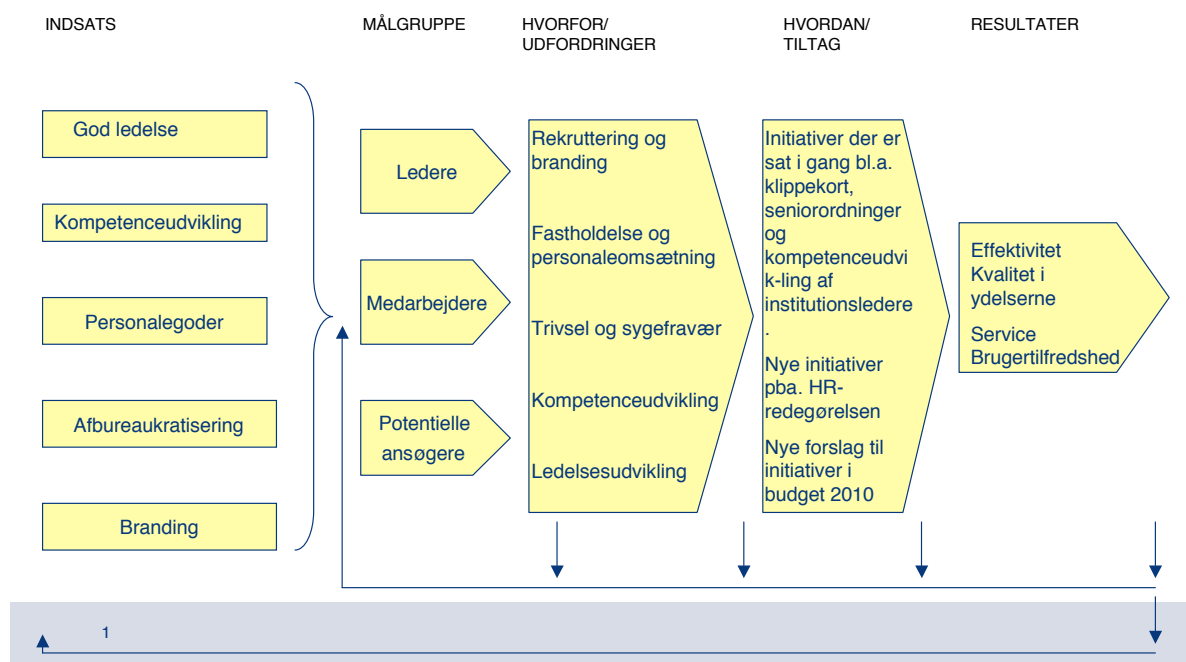 INDSATS
MÅLGRUPPE
HVORFOR/
UDFORDRINGER
HVORDAN/
TILTAG
RESULTATER
God ledelse
Kompetenceudvikling
Personalegoder
Afbureaukratisering
Branding
Ledere
Medarbejdere
Potentielle
ansøgere
Rekruttering og
branding
Fastholdelse og
personaleomsætning
Trivsel og sygefravær
Kompetenceudvikling
Ledelsesudvikling
Initiativer der er
sat i gang bl.a.
klippekort,
seniorordninger
og
kompetenceudvi
k-ling af
institutionsledere
.
Nye initiativer
pba. HR-
redegørelsen
Nye forslag til
initiativer i
budget 2010
Effektivitet
Kvalitet i
ydelserne
Service
Brugertilfredshed
1